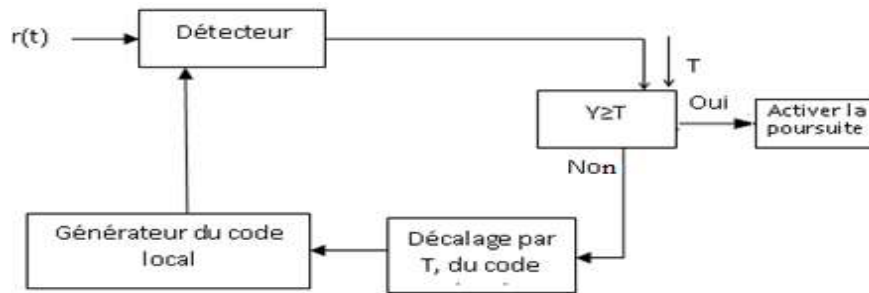 r(t)
Détecteur
T
Y≥T
Oui
Activer la
poursuite
Non
Générateur du code
local
Décalage par
T, du code